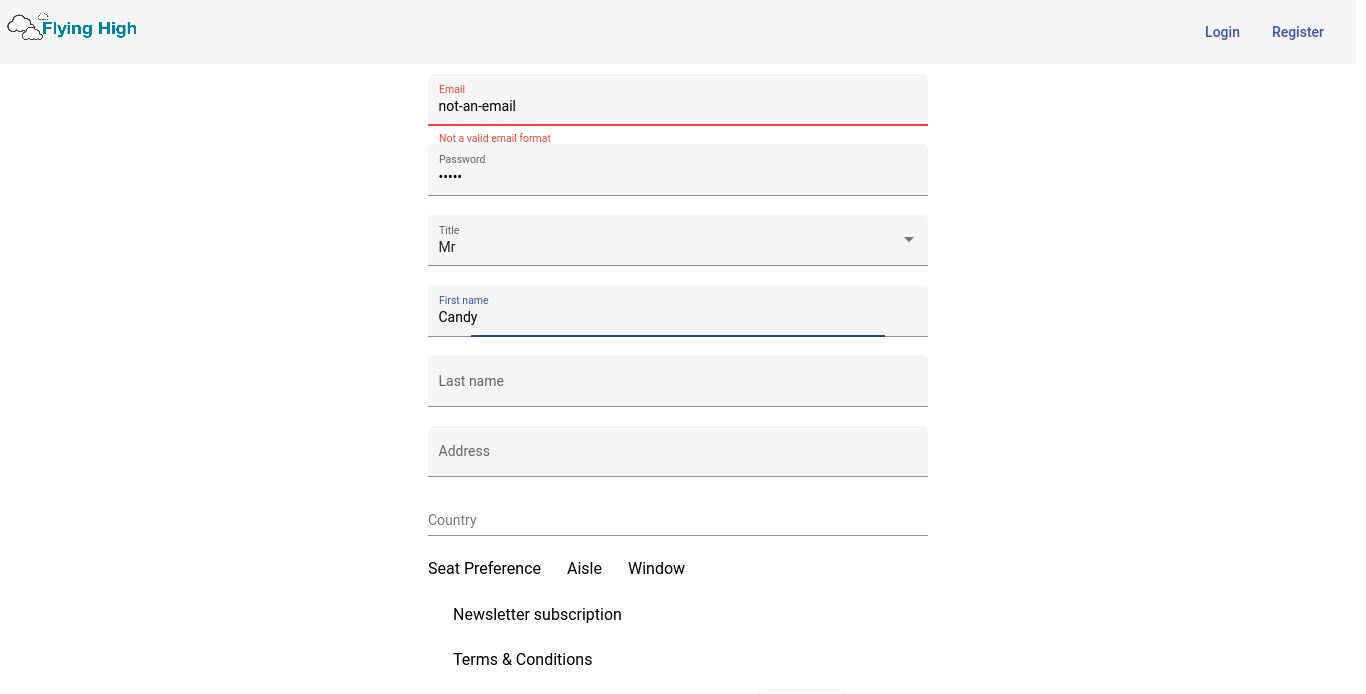 Flying High
Login Register
Email
not-an-email
Not a valid email format
Password
•••••
Title
Mr
First name
Candy
Last name
Address
Country
Seat Preference Aisle Window
Newsletter subscription
Terms & Conditions